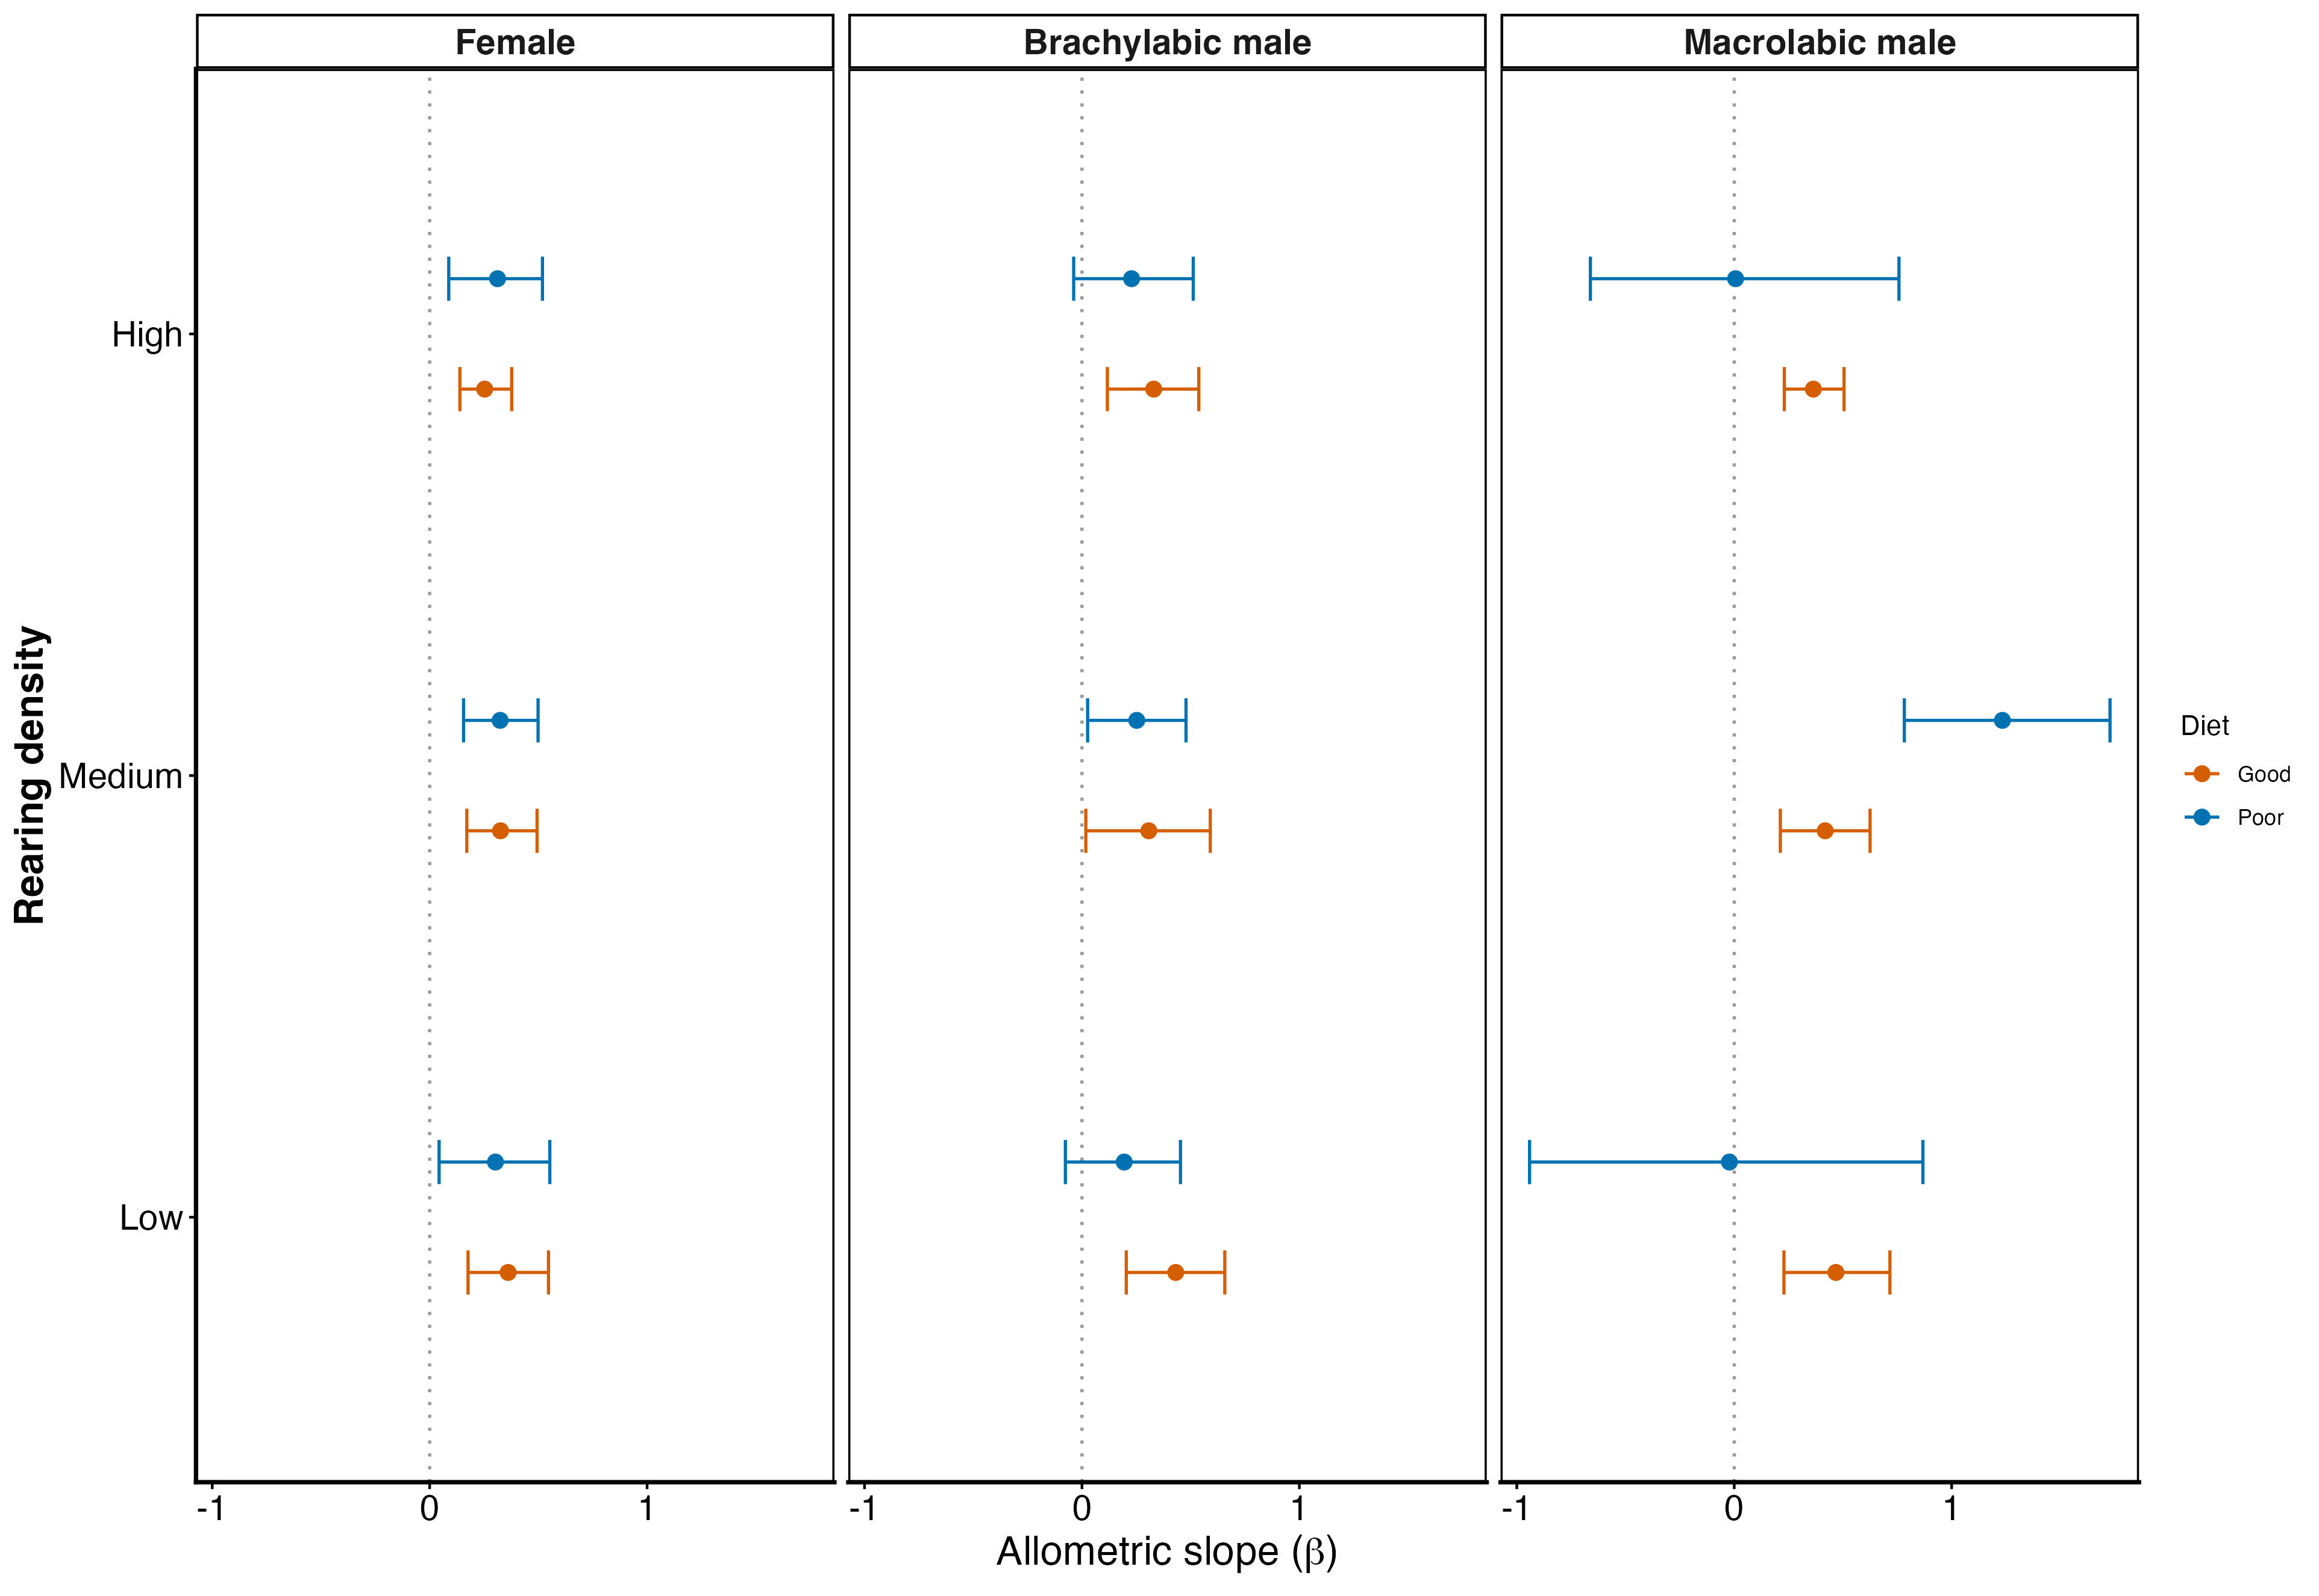 Female
Brachylabic male
Macrolabic male
Rearing density
High
Medium
Low
-1 0 1
-1 0 1
-1 0 1
Allometric slope (β)
Diet
Good
Poor